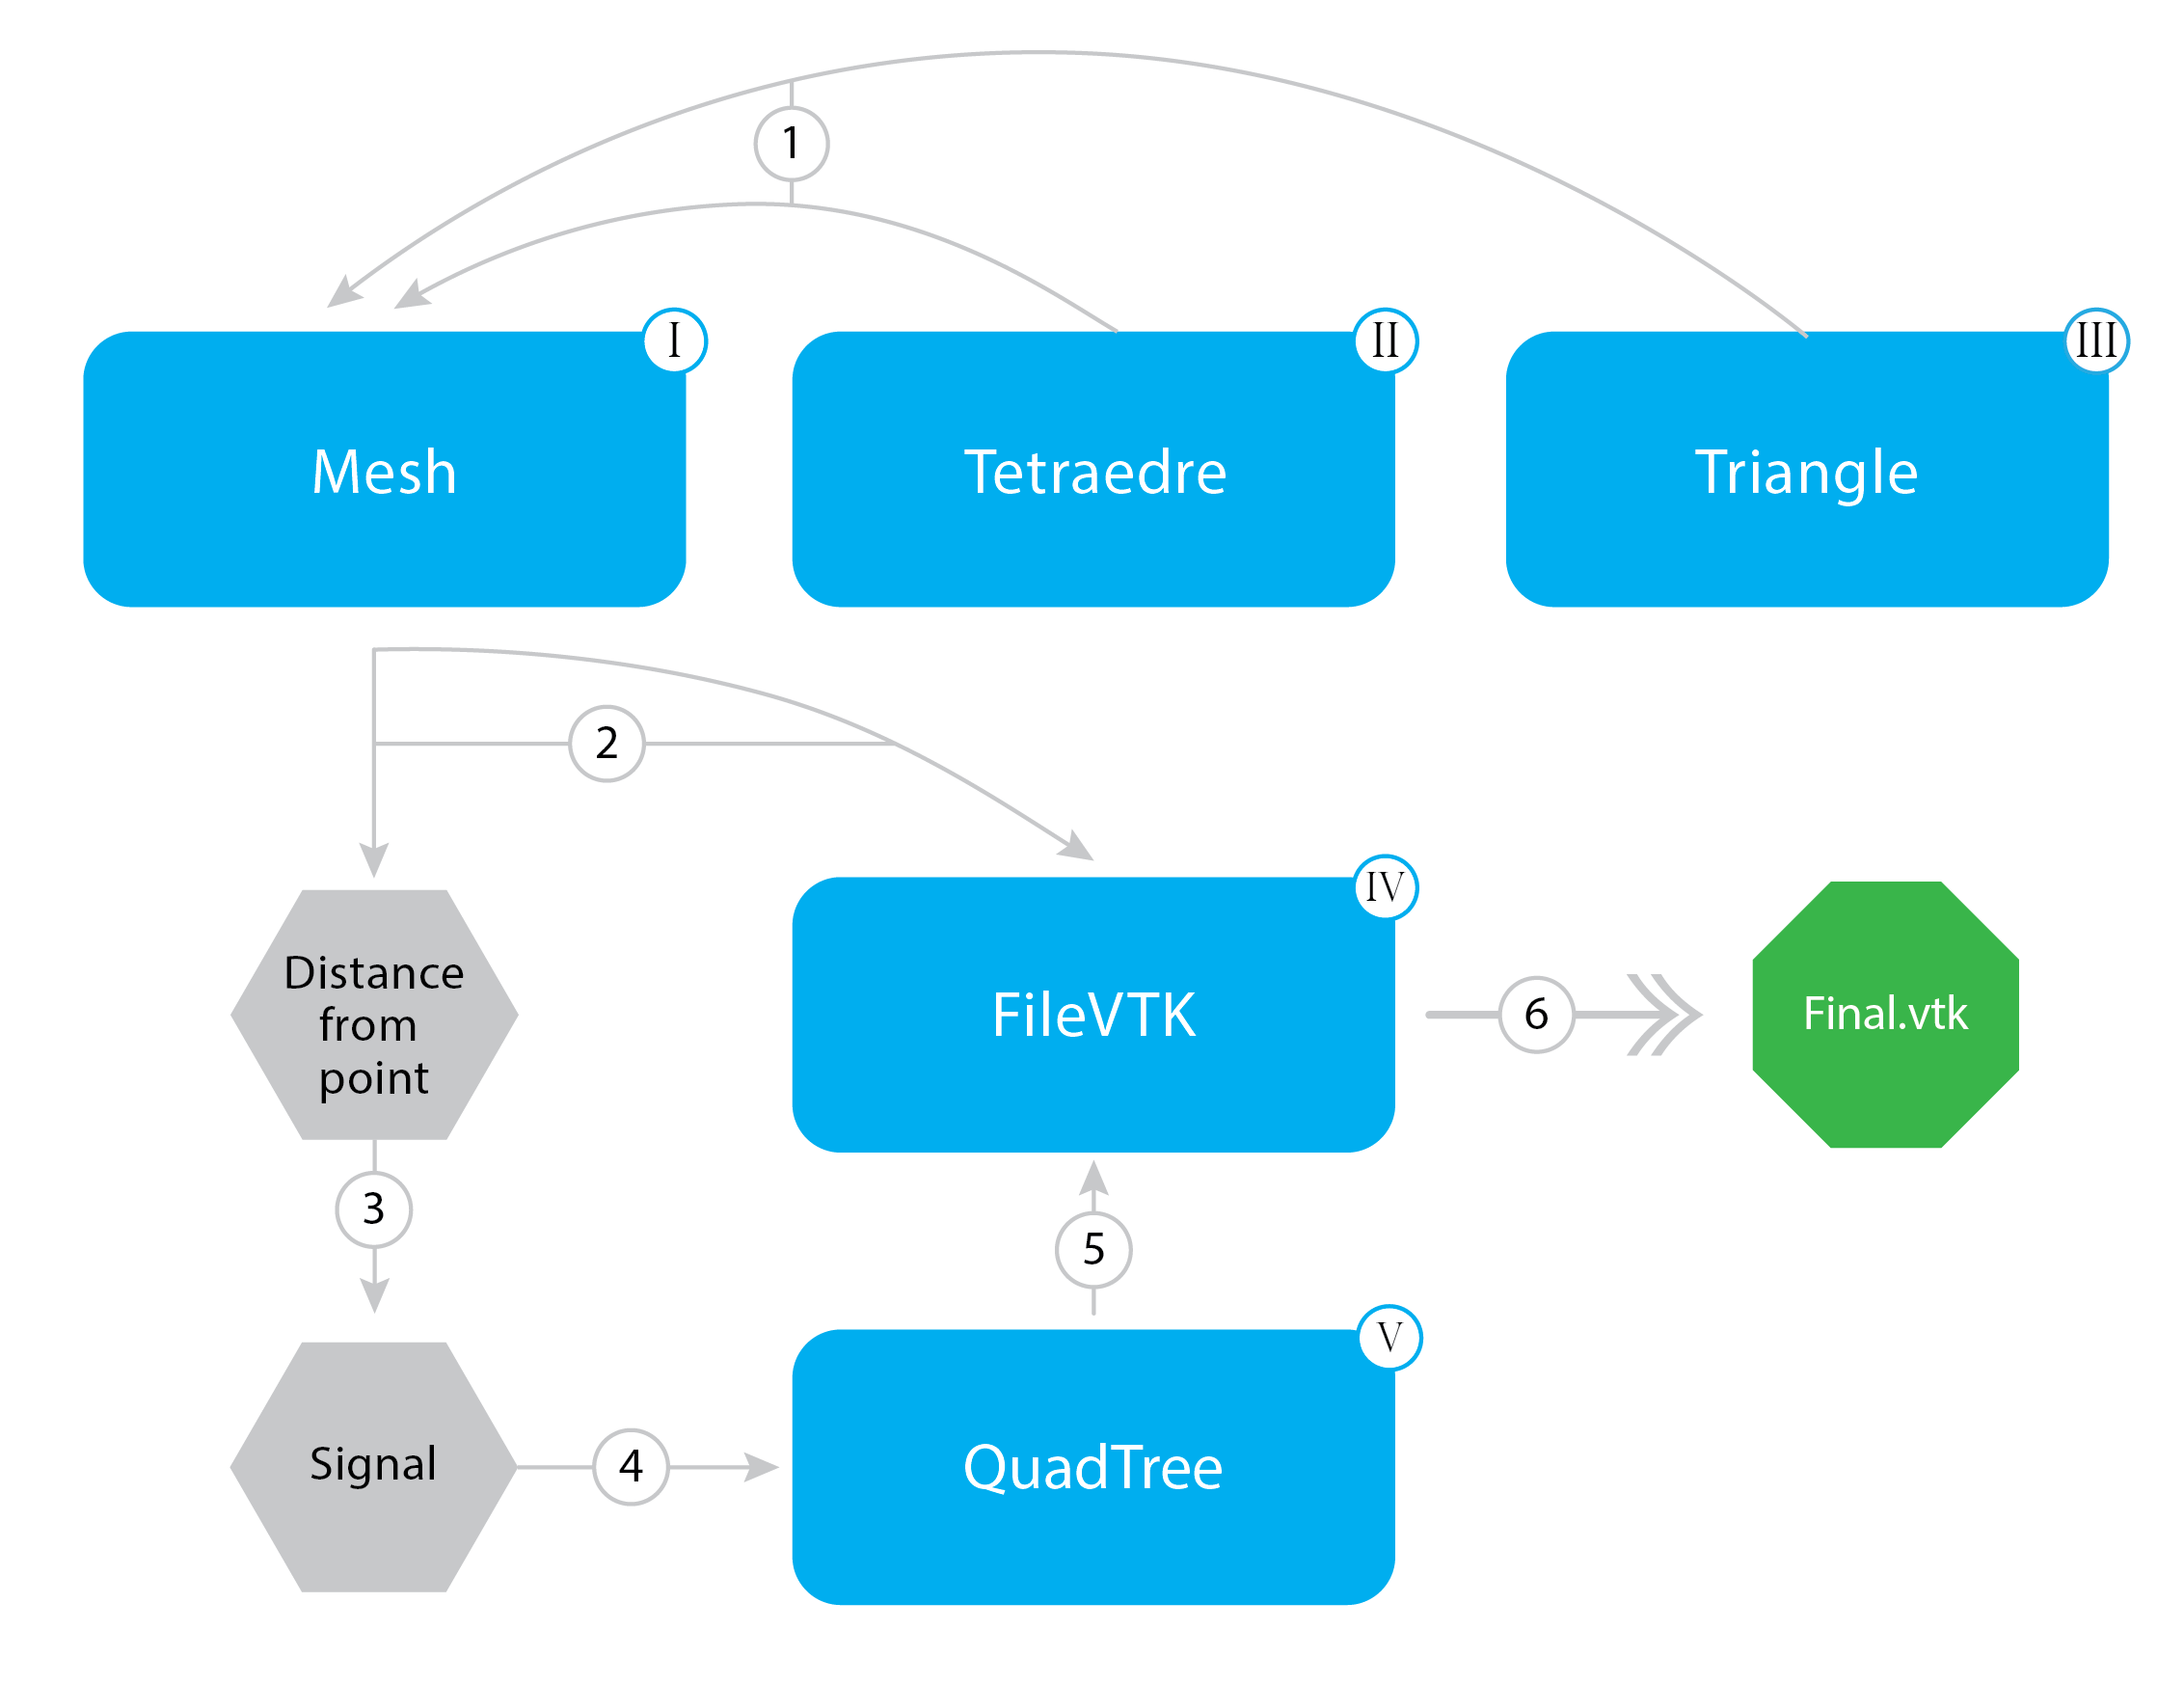 1
I
II
III
Mesh
Tetraedre
Triangle
2
IV
Distance
from
point
FileVTK
6
Final.vtk
3
5
V
Signal
4
QuadTree